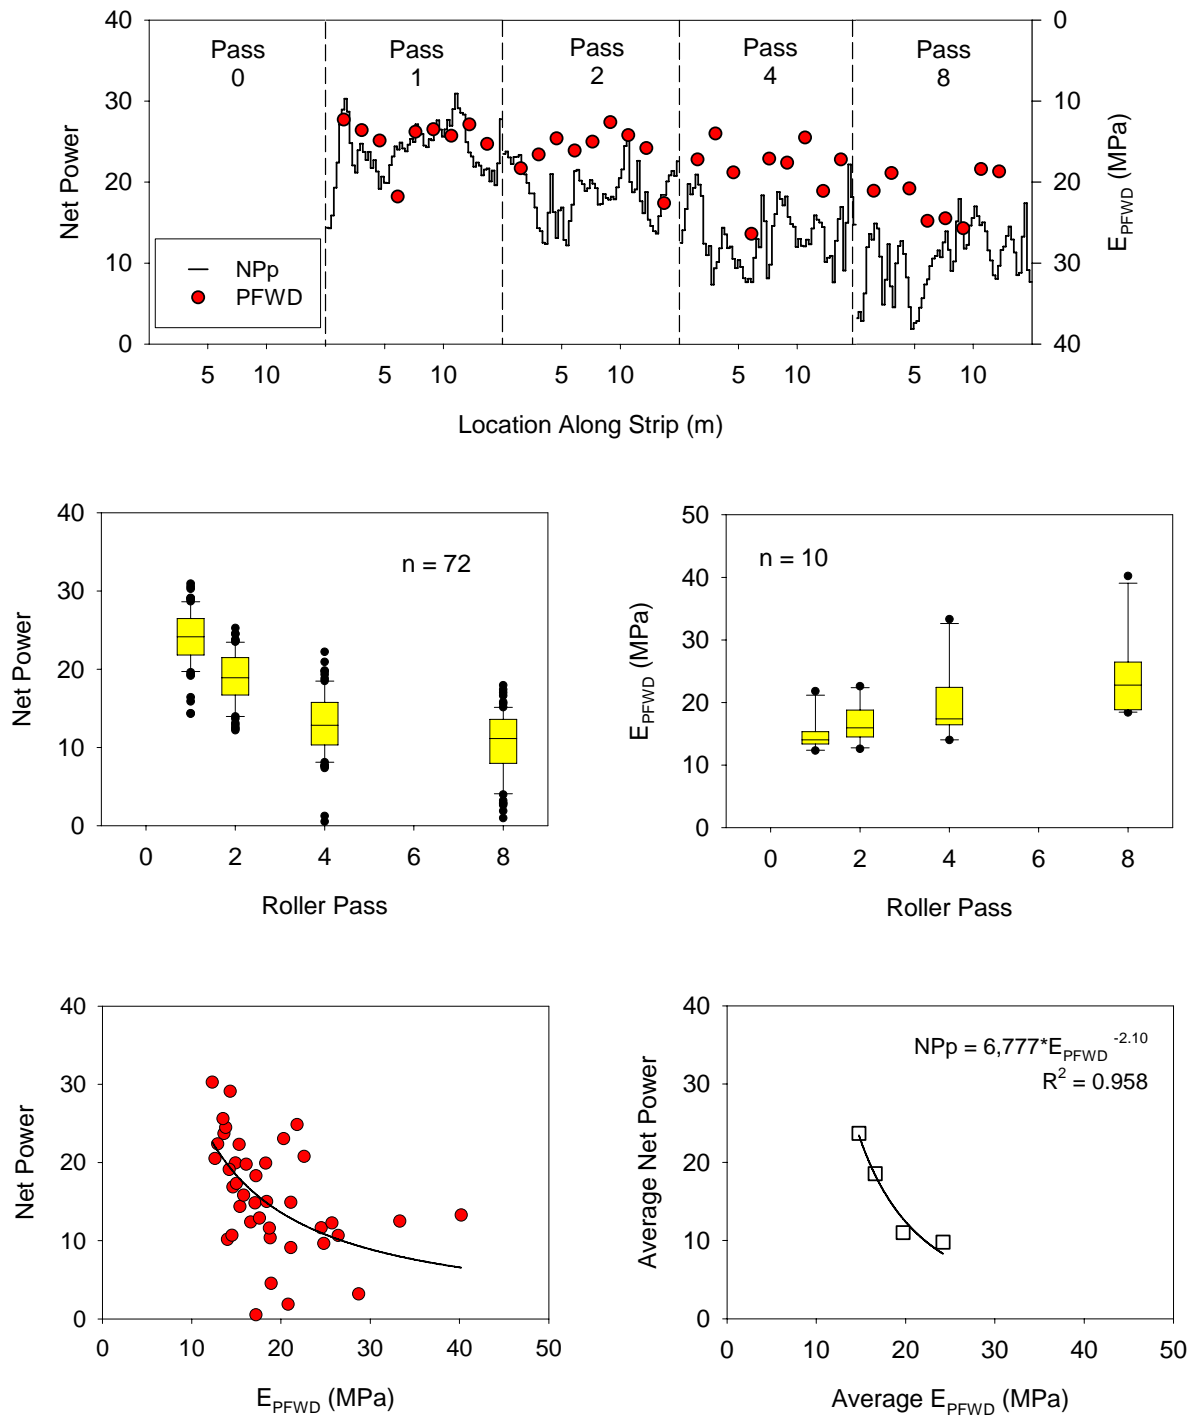 40
30
20
10
0
Net Power
Pass
0
Pass
1
Pass
2
Pass
4
Pass
8
NPp
PFWD
0
10
20
30
40
E_PFWD (MPa)
5 10 5 10 5 10 5 10 5 10
Location Along Strip (m)
40
30
20
10
0
Net Power
n = 72
0 2 4 6 8
Roller Pass
50
40
30
20
10
0
E_PFWD (MPa)
n = 10
0 2 4 6 8
Roller Pass
40
30
20
10
0
Net Power
0 10 20 30 40 50
E_PFWD (MPa)
40
30
20
10
0
Average Net Power
NPp = 6,777*E_PFWD ^-2.10
R² = 0.958
0 10 20 30 40 50
Average E_PFWD (MPa)